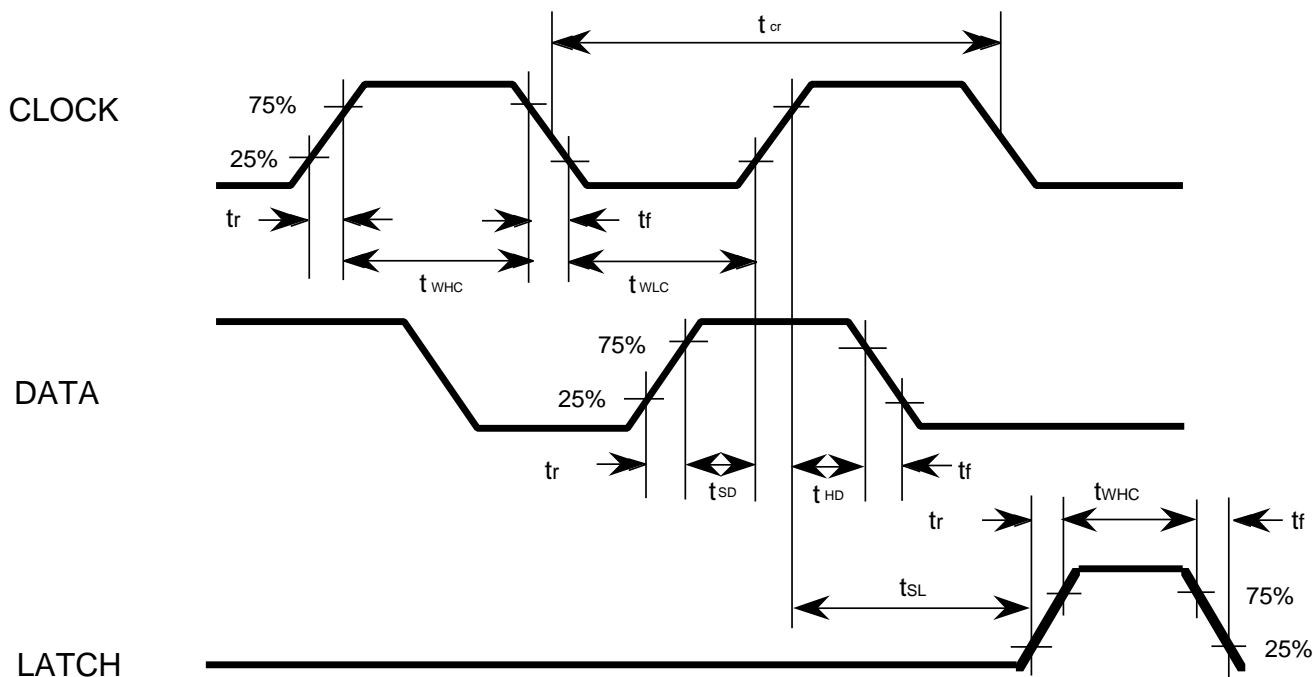 t cr
CLOCK
75%
25%
tr
tf
t WHC
t WLC
DATA
75%
25%
tr
tSD
t HD
tf
tr
tWHC
tf
tSL
75%
25%
LATCH